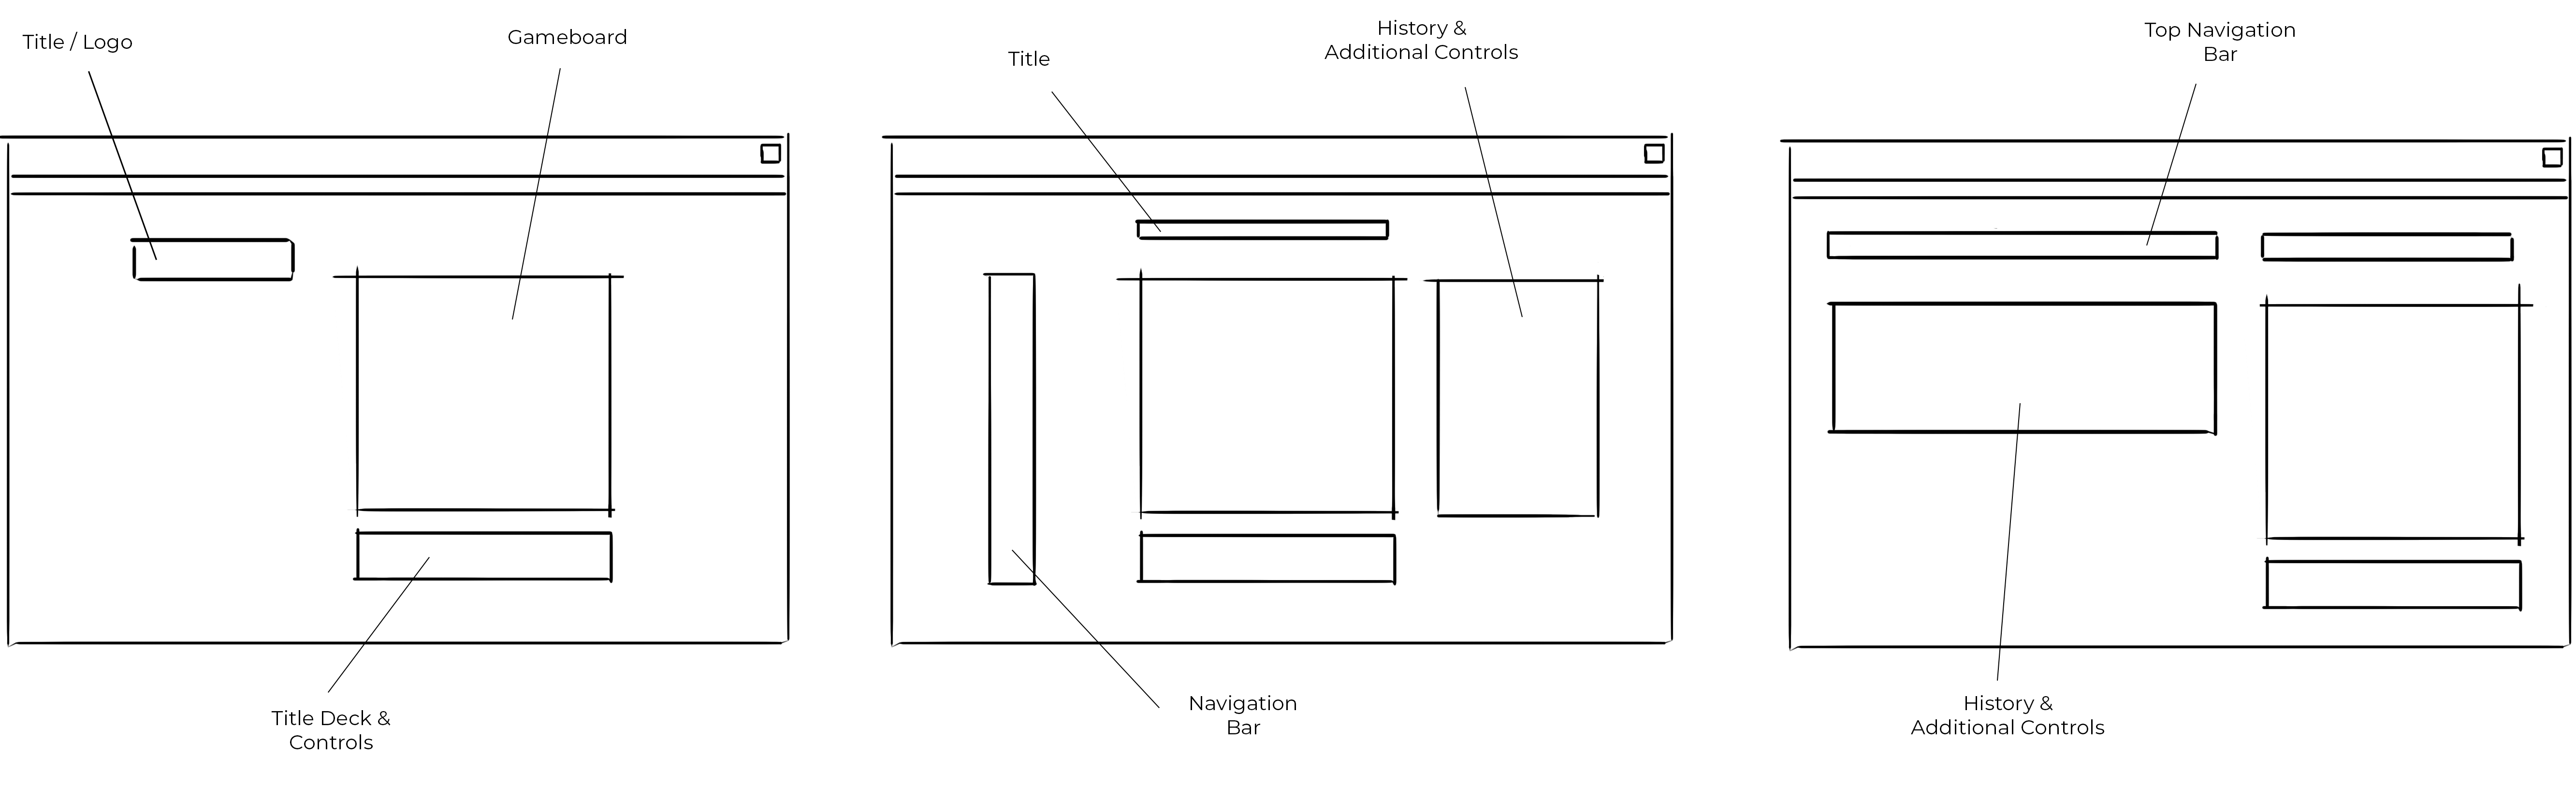 Title / Logo
Gameboard
Title Deck &
Controls
Title
History &
Additional Controls
Navigation
Bar
Top Navigation
Bar
History &
Additional Controls